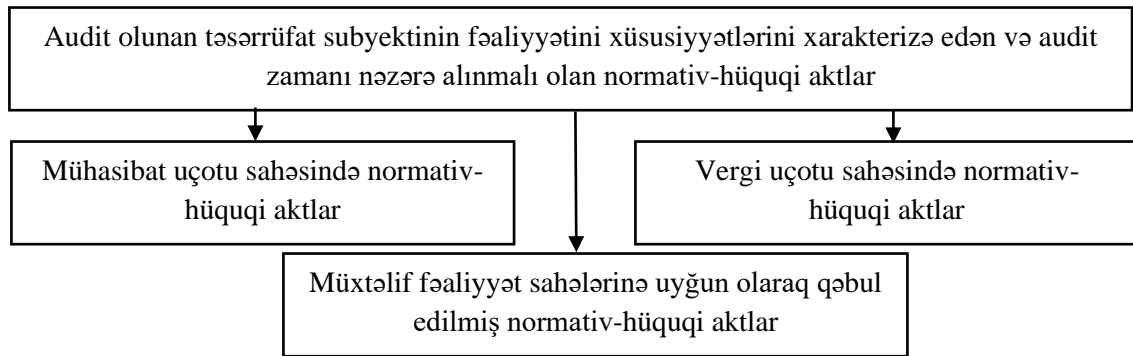 Audit olunan təsərrüfat subyektinin fəaliyyətini xüsusiyyətlərini xarakterizə edən və audit
zamanı nəzərə alınmalı olan normativ-hüquqi aktlar
Mühasibat uçotu sahəsində normativ-
hüquqi aktlar
Vergi uçotu sahəsində normativ-
hüquqi aktlar
Müxtəlif fəaliyyət sahələrinə uyğun olaraq qəbul
edilmiş normativ-hüquqi aktlar